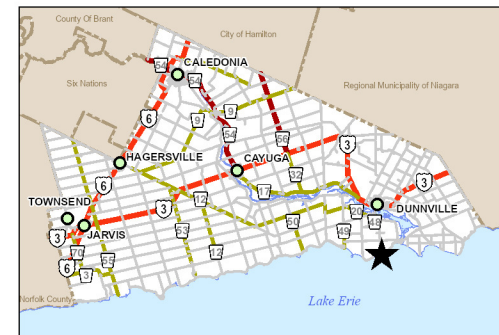 County Of Brant
City of Hamilton
CALEDONIA
54
54
Six Nations
Regional Municipality of Niagara
6
9
9
54
56
3
HAGERSVILLE
CAYUGA
32
3
6
17
TOWNSEND
12
3
20
DUNNVILLE
3
JARVIS
53
50
49
48
70
55
12
6
3
Norfolk County
Lake Erie